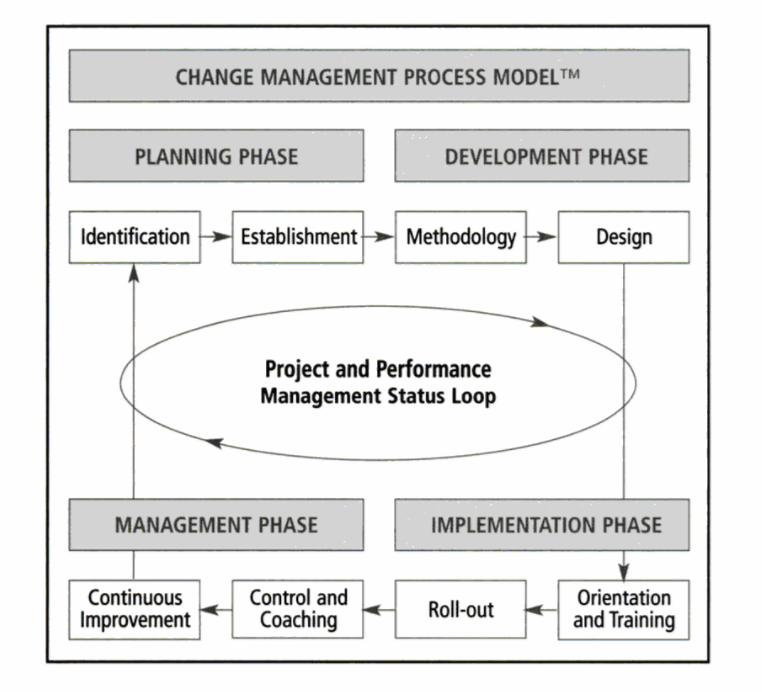 CHANGE MANAGEMENT PROCESS MODEL™
PLANNING PHASE
DEVELOPMENT PHASE
Identification
Establishment
Methodology
Design
Project and Performance
Management Status Loop
MANAGEMENT PHASE
IMPLEMENTATION PHASE
Continuous
Improvement
Control and
Coaching
Roll-out
Orientation
and Training